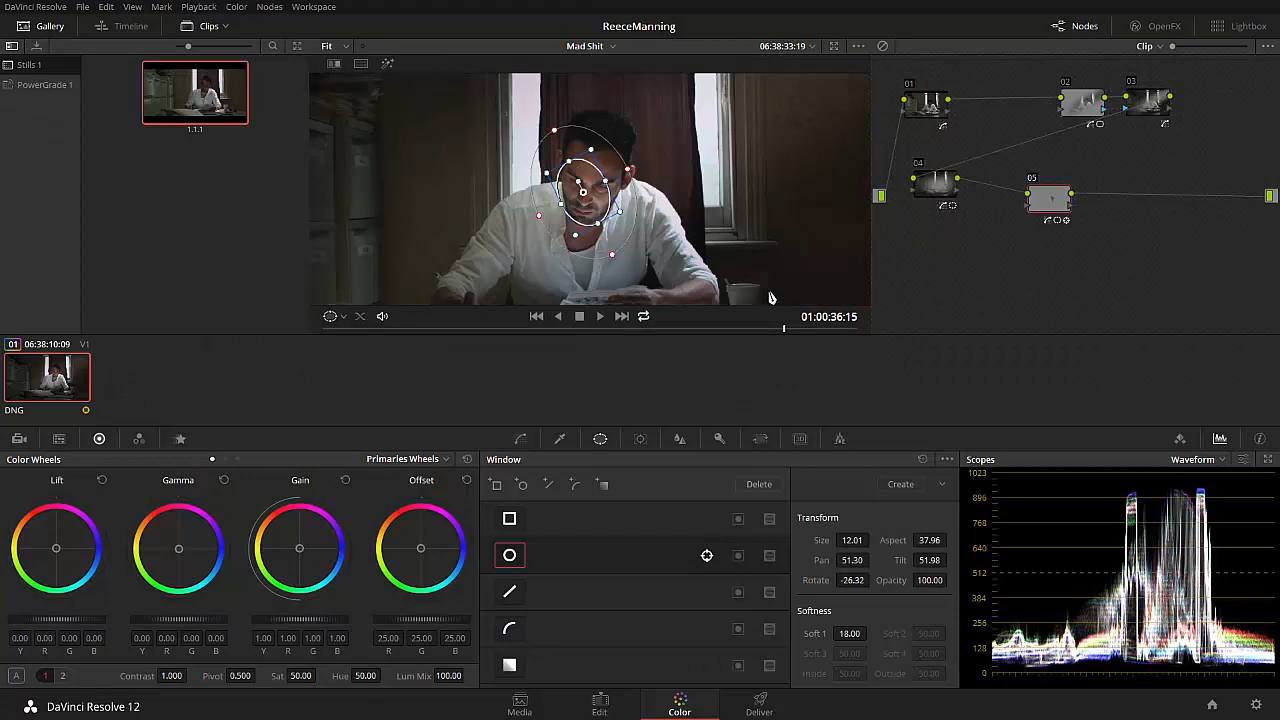 DaVinci Resolve File Edit View Mark Playback Color Nodes Workspace
Gallery Timeline Clips ReeceManning Nodes OpenFX Lightbox
Fit Mad Shit 06:38:33:19 Clip
Stills 1
PowerGrade 1
1.1.1
01 02 03
04 05
01:00:36:15
01 06:38:10:09 V1
DNG
Color Wheels Primaries Wheels Window Scopes Waveform
Lift Gamma Gain Offset Delete Create
1023
896
768
640
512
384
256
128
0
Transform
Size 12.01 Aspect 37.96
Pan 51.30 Tilt 51.98
Rotate -26.32 Opacity 100.00
Softness
Soft 1 18.00 Soft 2 50.00
Soft 3 50.00 Soft 4 50.00
Inside 50.00 Outside 50.00
0.00 0.00 0.00 0.00 0.00 0.00 0.00 0.00 1.00 1.00 1.00 1.00 25.00 25.00 25.00
Y R G B Y R G B Y R G B R G B
A 1 2 Contrast 1.000 Pivot 0.500 Sat 50.00 Hue 50.00 Lum Mix 100.00
DaVinci Resolve 12 Media Edit Color Deliver